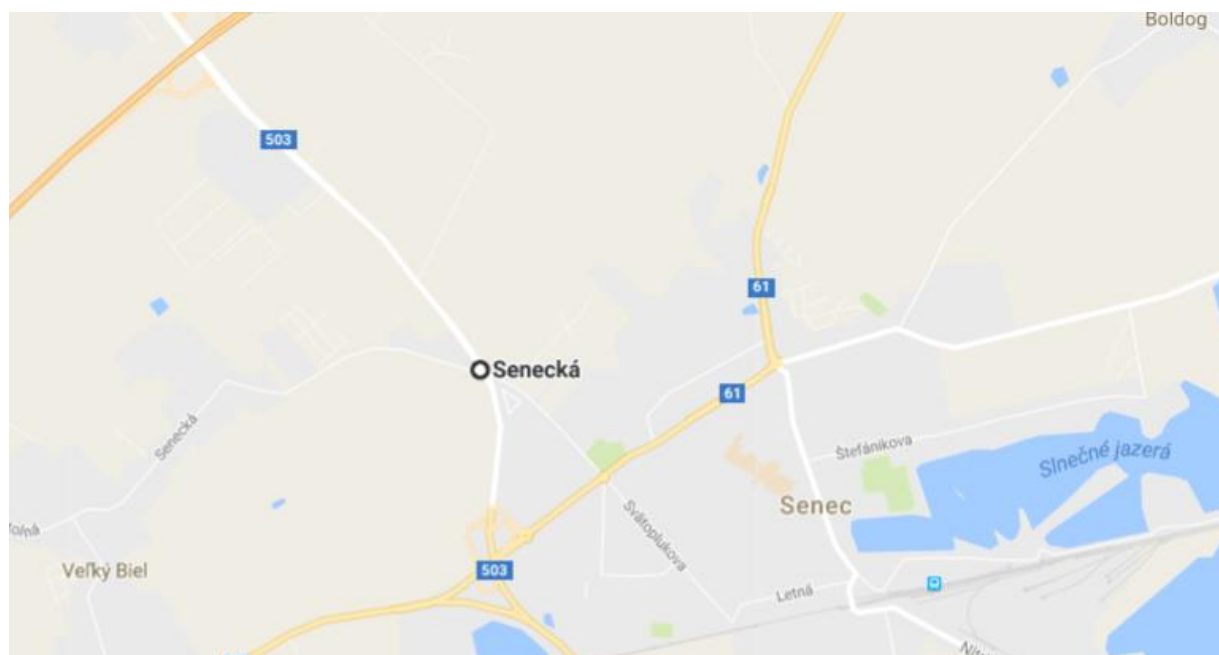 Boldog
503
61
Senecká
61
Senecká
Štefánikova
Slnečné jazerá
Senec
Svätoplukova
Veľký Biel
503
Letná